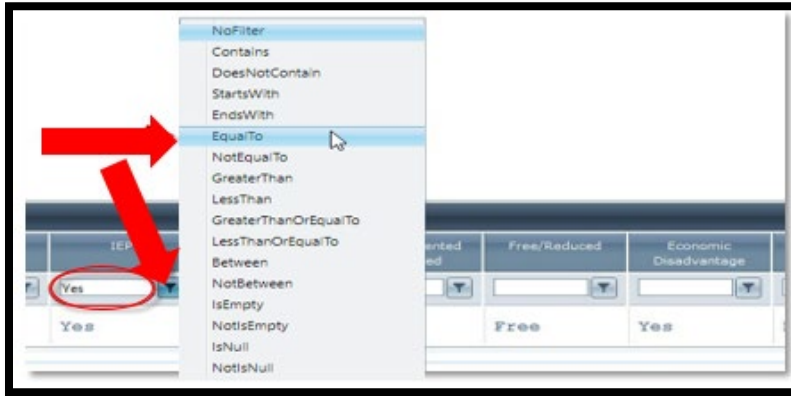 NoFilter
Contains
DoesNotContain
StartsWith
EndsWith
EqualTo
NotEqualTo
GreaterThan
LessThan
GreaterThanOrEqualTo
LessThanOrEqualTo
Between
NotBetween
IsEmpty
NotIsEmpty
IsNull
NotIsNull
IEP
Free/Reduced
Economic
Disadvantage
Yes
Yes
Free
Yes